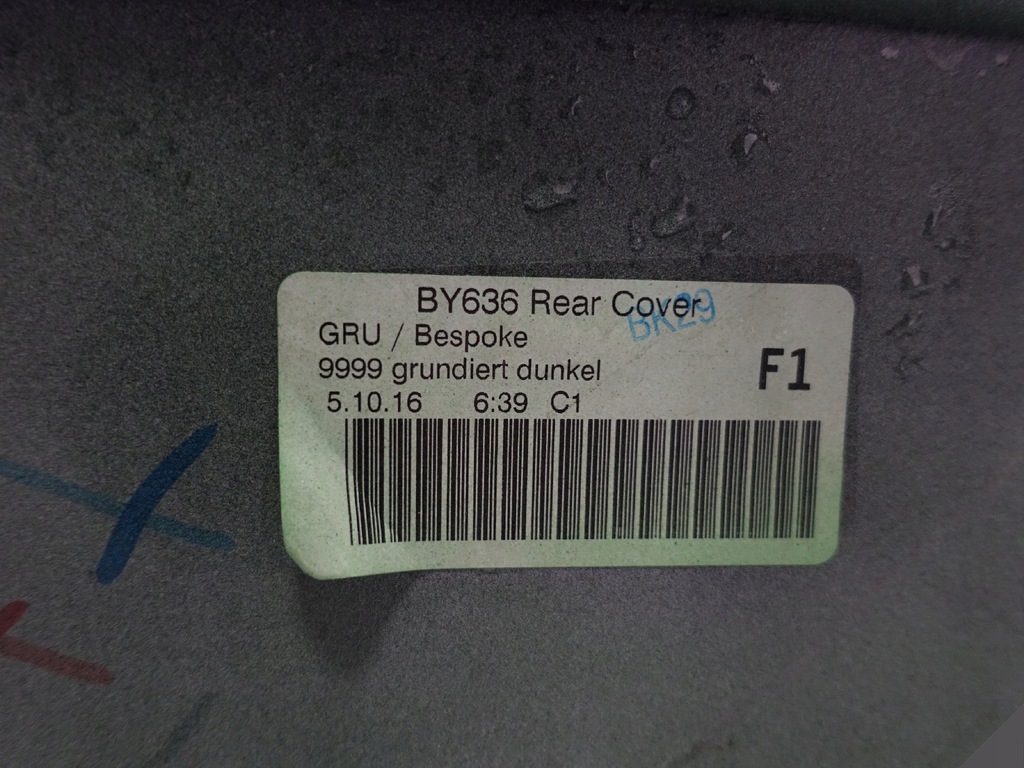 BY636 Rear Cover
BK29
GRU / Bespoke
9999 grundiert dunkel
F1
5.10.16 6:39 C1